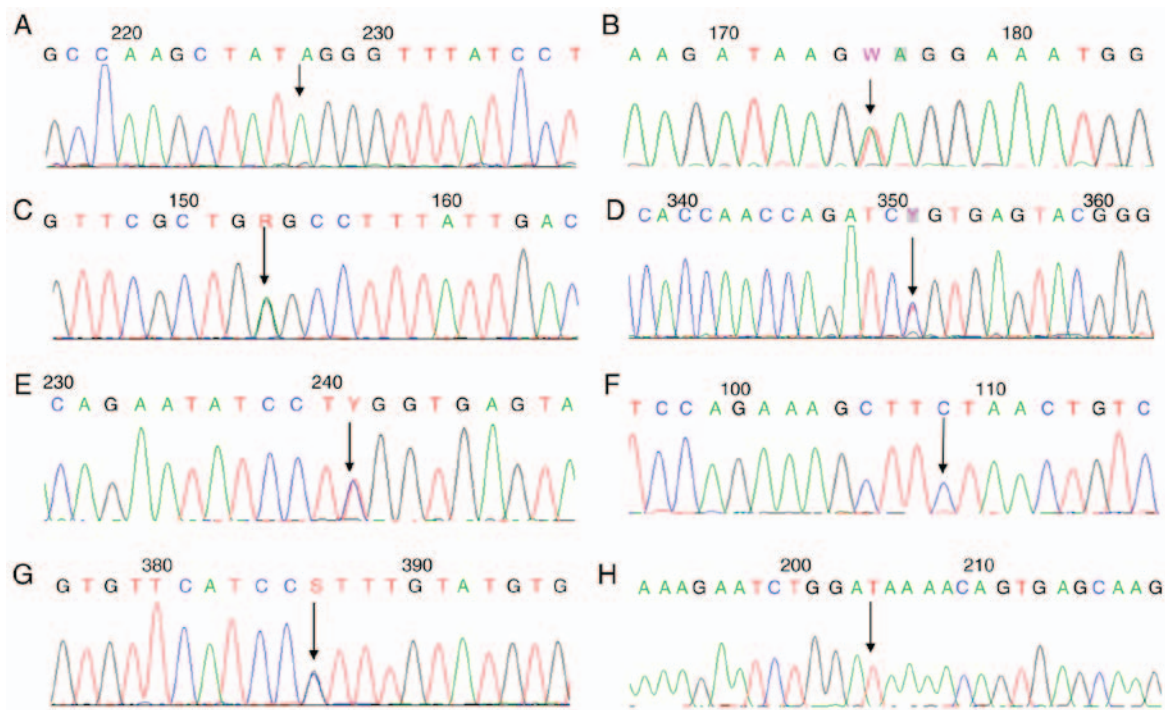 A
220 230
G C C A A G C T A T A G G G T T T A T C C T
B
170 180
A A G A T A A G W A G G A A A T G G
C
150 160
G T T C G C T G R G C C T T T A T T G A C
D
340 350 360
C A C C A A C C A G A T C Y G T G A G T A C G G G
E
230 240
C A G A A T A T C C T Y G G T G A G T A
F
100 110
T C C A G A A A G C T T C T A A C T G T C
G
380 390
G T G T T C A T C C S T T T G T A T G T G
H
200 210
A A A G A A T C T G G A T A A A A C A G T G A G C A A G